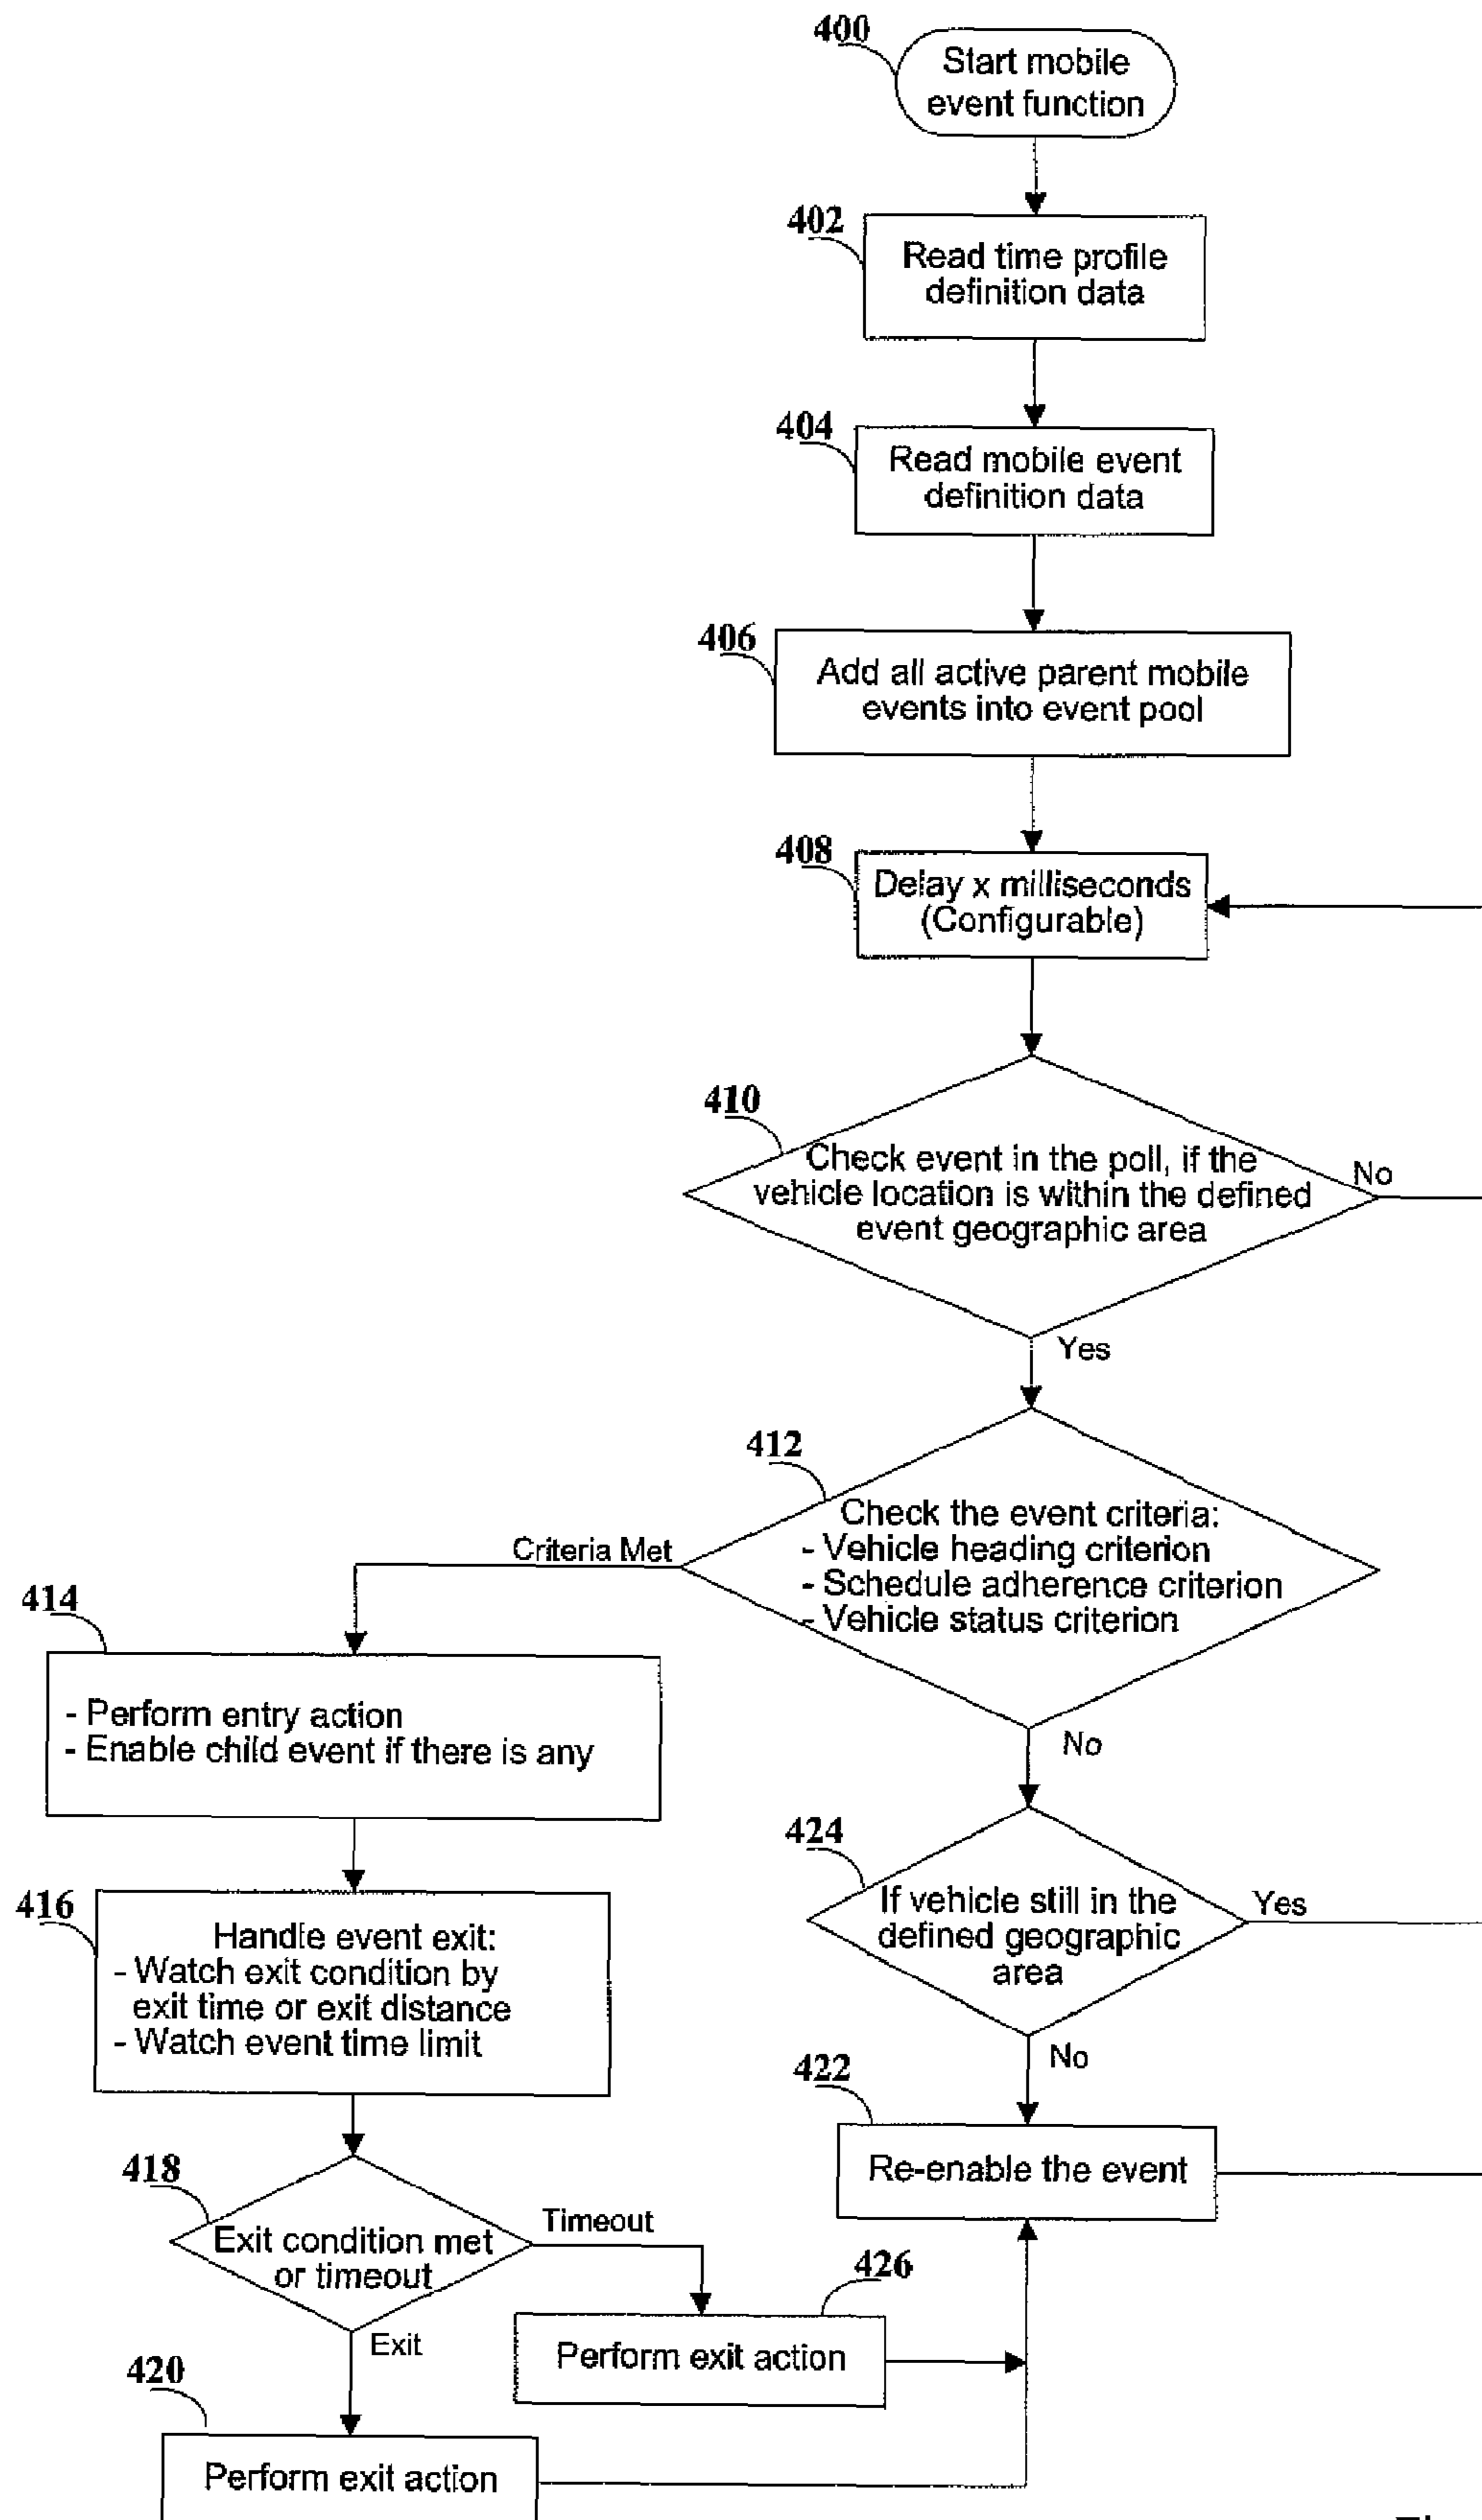 400
Start mobile
event function
402
Read time profile
definition data
404
Read mobile event
definition data
406
Add all active parent mobile
events into event pool
408
Delay x milliseconds
(Configurable)
410
Check event in the poll, if the
vehicle location is within the defined
event geographic area
No
Yes
412
Check the event criteria:
- Vehicle heading criterion
- Schedule adherence criterion
- Vehicle status criterion
Criteria Met
No
414
- Perform entry action
- Enable child event if there is any
416
Handle event exit:
- Watch exit condition by
exit time or exit distance
- Watch event time limit
424
If vehicle still in the
defined geographic
area
Yes
No
422
Re-enable the event
418
Exit condition met
or timeout
Timeout
Exit
426
Perform exit action
420
Perform exit action